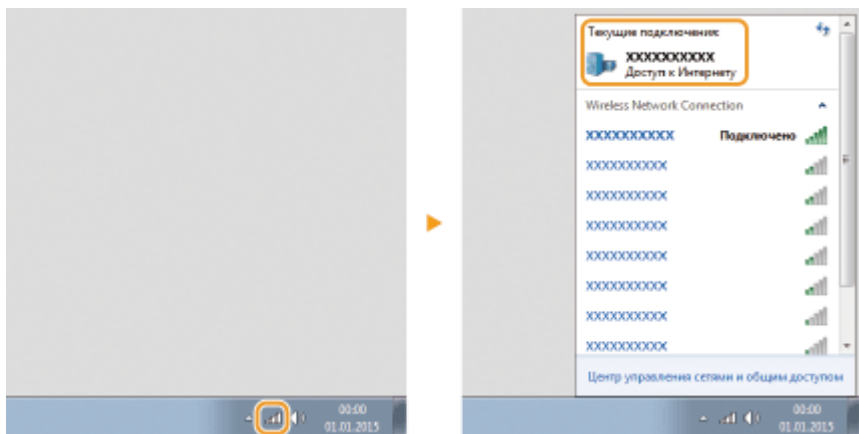 00:00
01.01.2015
Текущие подключения:
XXXXXXXXXX
Доступ к Интернету
Wireless Network Connection
XXXXXXXXXX Подключено
XXXXXXXXXX
XXXXXXXXXX
XXXXXXXXXX
XXXXXXXXXX
XXXXXXXXXX
XXXXXXXXXX
XXXXXXXXXX
Центр управления сетями и общим доступом
00:00
01.01.2015